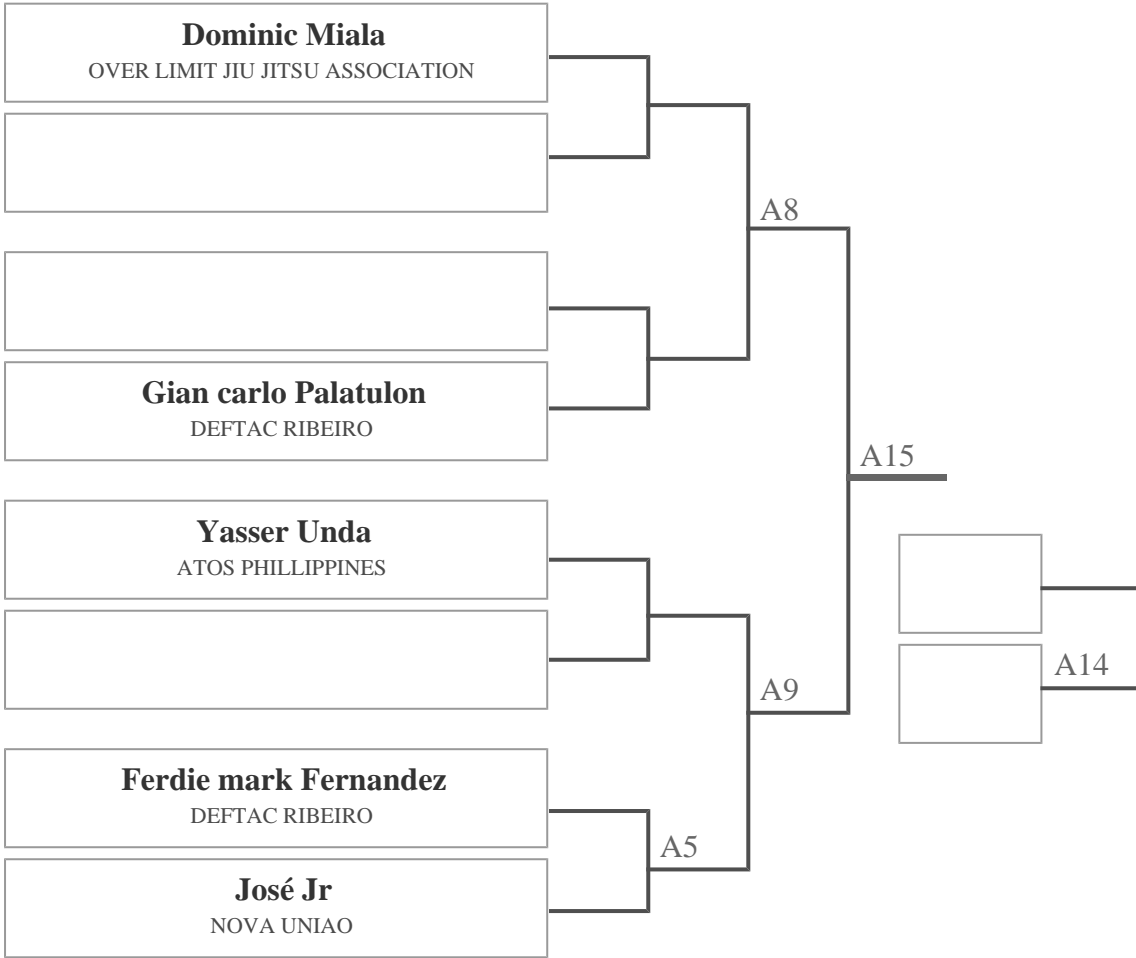 Dominic Miala
OVER LIMIT JIU JITSU ASSOCIATION
A8
Gian carlo Palatulon
DEFTAC RIBEIRO
A15
Yasser Unda
ATOS PHILLIPPINES
A14
A9
Ferdie mark Fernandez
DEFTAC RIBEIRO
A5
José Jr
NOVA UNIAO